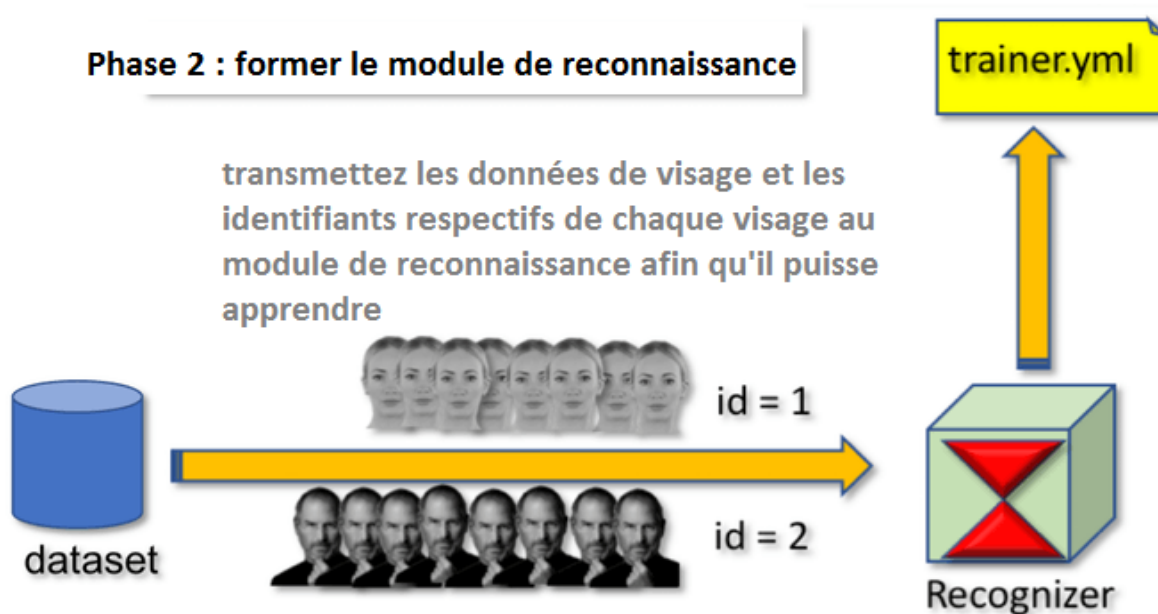 Phase 2 : former le module de reconnaissance
trainer.yml
transmettez les données de visage et les
identifiants respectifs de chaque visage au
module de reconnaissance afin qu'il puisse
apprendre
id = 1
id = 2
dataset
Recognizer